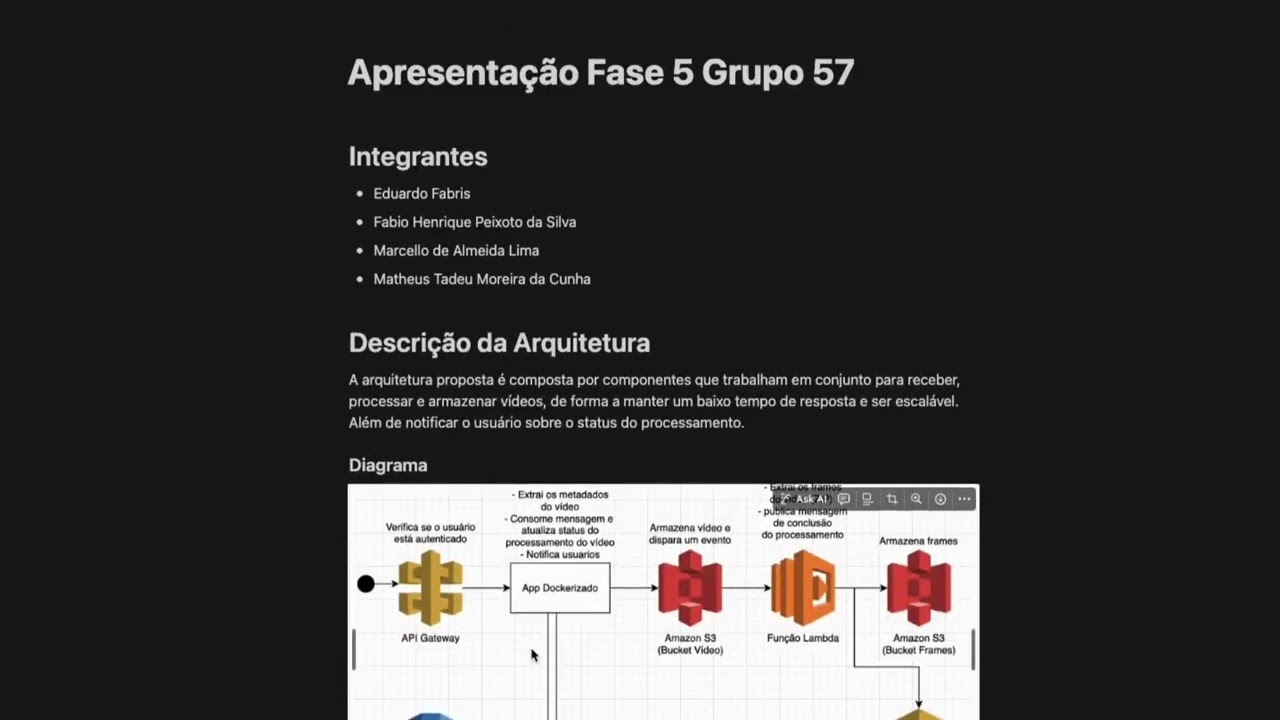 Apresentação Fase 5 Grupo 57
Integrantes
• Eduardo Fabris
• Fabio Henrique Peixoto da Silva
• Marcello de Almeida Lima
• Matheus Tadeu Moreira da Cunha
Descrição da Arquitetura
A arquitetura proposta é composta por componentes que trabalham em conjunto para receber,
processar e armazenar vídeos, de forma a manter um baixo tempo de resposta e ser escalável.
Além de notificar o usuário sobre o status do processamento.
Diagrama
Verifica se o usuário
está autenticado
API Gateway
- Extrai os metadados
do vídeo
- Consome mensagem e
atualiza status do
processamento do vídeo
- Notifica usuarios
App Dockerizado
Armazena vídeo e
dispara um evento
Amazon S3
(Bucket Vídeo)
- Extrai os frames
do
Ask AI
- publica mensagem
de conclusão
do processamento
Função Lambda
Armazena frames
Amazon S3
(Bucket Frames)